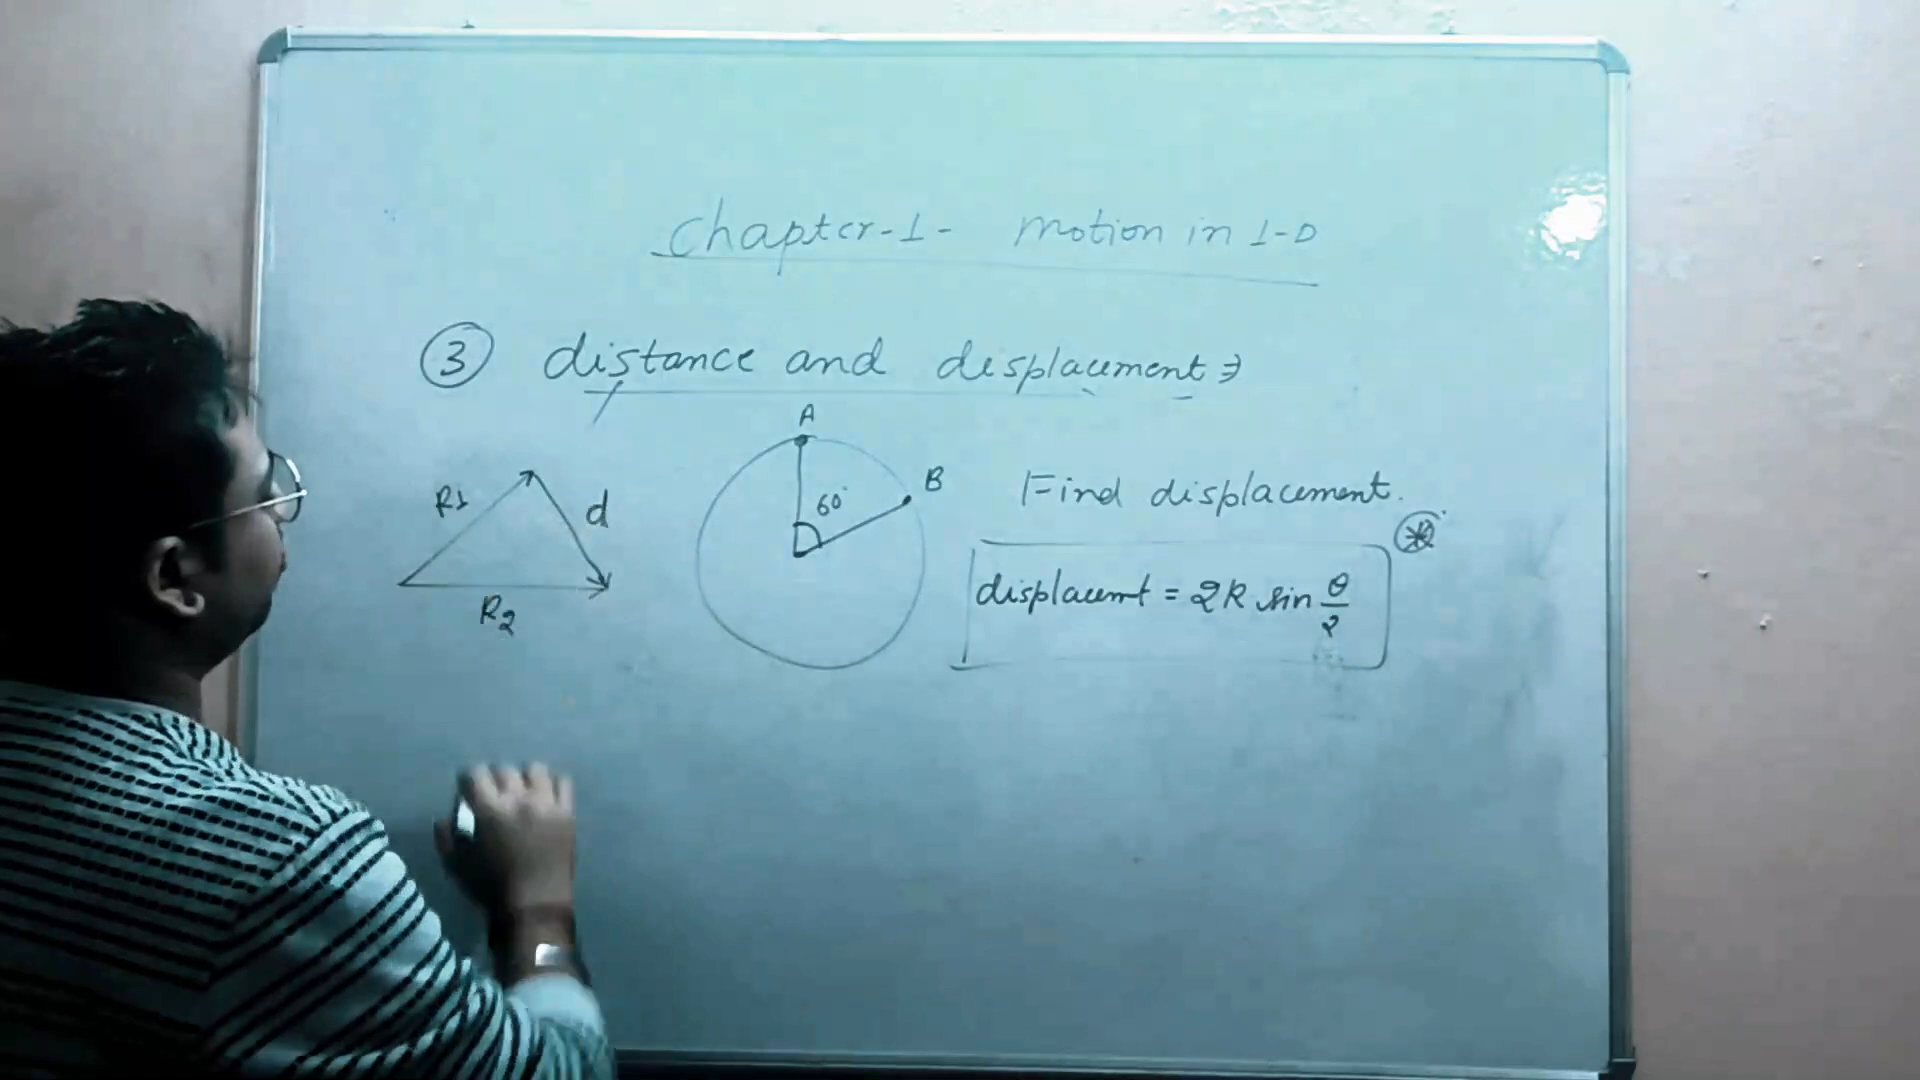 Chapter-1- Motion in 1-D
③ distance and displacement ⇒
A
R1
d
60°
B
Find displacement.
R2
displacemt = 2R sin θ/2